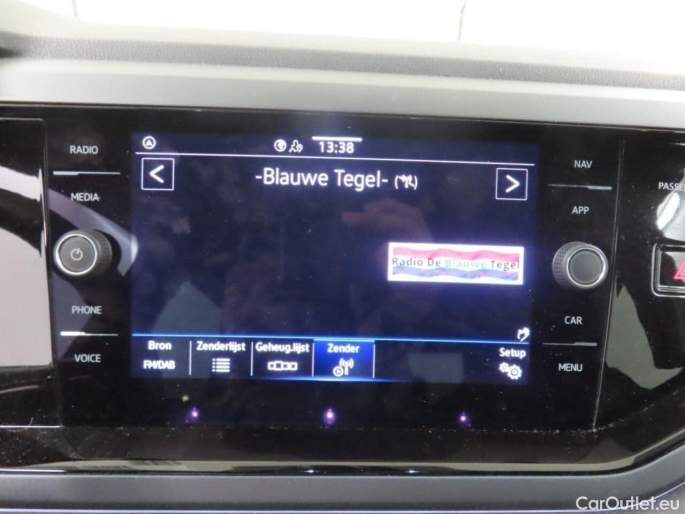 RADIO
MEDIA
PHONE
VOICE
13:38
-Blauwe Tegel-
Radio De Blauwe Tegel
Bron
FM/DAB
Zenderlijst
Geheug.lijst
Zender
Setup
NAV
APP
CAR
MENU
PASSE
CarOutlet.eu